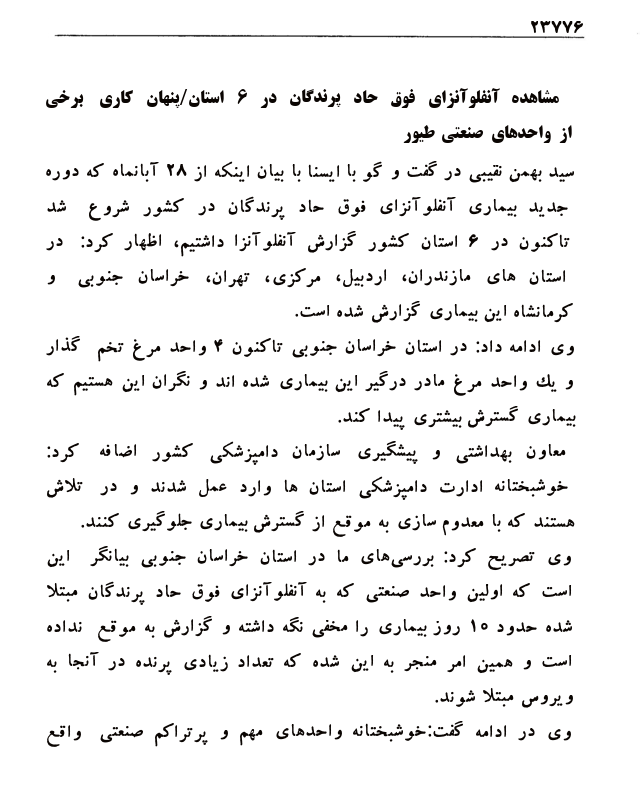 ۲۳۷۷۶
مشاهده آنفلوآنزای فوق حاد پرندگان در ۶ استان/پنهان کاری برخی
از واحدهای صنعتی طیور
سید بهمن نقیبی در گفت و گو با ایسنا با بیان اینکه از ۲۸ آبانماه که دوره
جدید بیماری آنفلوآنزای فوق حاد پرندگان در کشور شروع شد
تاکنون در ۶ استان کشور گزارش آنفلوآنزا داشتیم، اظهار کرد: در
استان های مازندران، اردبیل، مرکزی، تهران، خراسان جنوبی و
کرمانشاه این بیماری گزارش شده است.
وی ادامه داد: در استان خراسان جنوبی تاکنون ۴ واحد مرغ تخم گذار
و یك واحد مرغ مادر درگیر این بیماری شده اند و نگران این هستیم که
بیماری گسترش بیشتری پیدا کند.
معاون بهداشتی و پیشگیری سازمان دامپزشکی کشور اضافه کرد:
خوشبختانه ادارت دامپزشکی استان ها وارد عمل شدند و در تلاش
هستند که با معدوم سازی به موقع از گسترش بیماری جلوگیری کنند.
وی تصریح کرد: بررسی‌های ما در استان خراسان جنوبی بیانگر این
است که اولین واحد صنعتی که به آنفلوآنزای فوق حاد پرندگان مبتلا
شده حدود ۱۰ روز بیماری را مخفی نگه داشته و گزارش به موقع نداده
است و همین امر منجر به این شده که تعداد زیادی پرنده در آنجا به
ویروس مبتلا شوند.
وی در ادامه گفت:خوشبختانه واحدهای مهم و پرتراکم صنعتی واقع